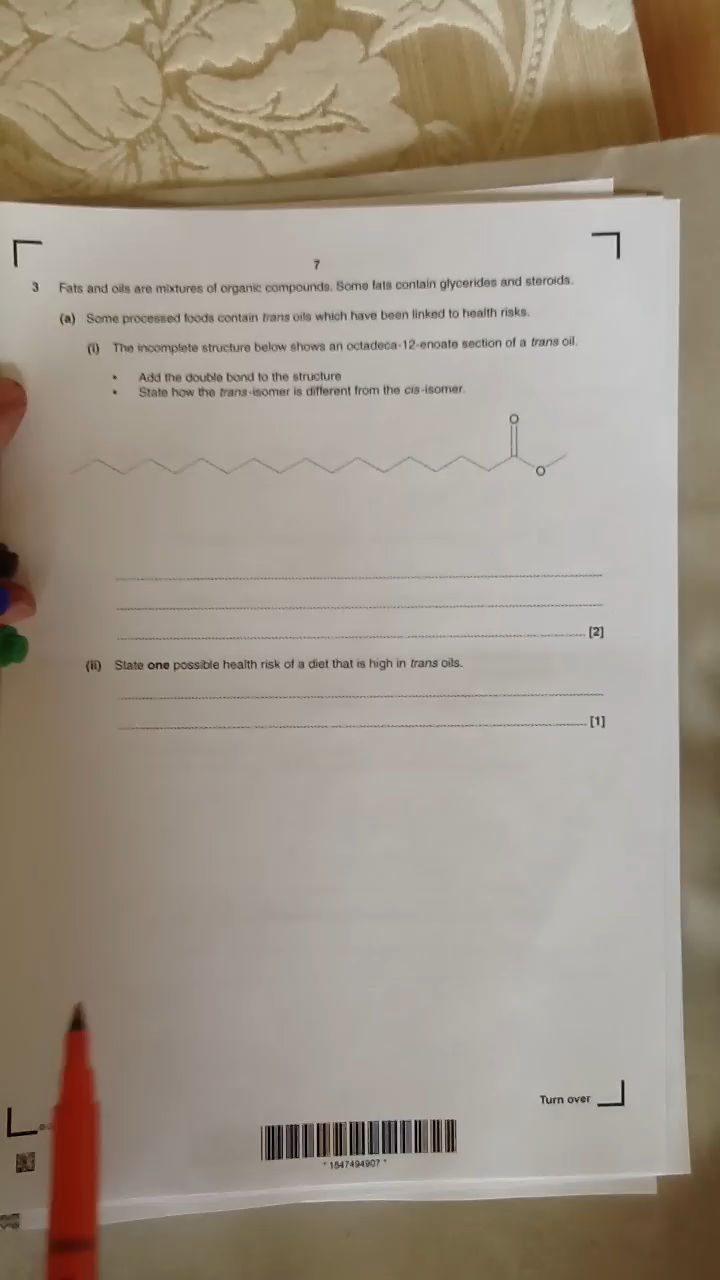 7
3 Fats and oils are mixtures of organic compounds. Some fats contain glycerides and steroids.
(a) Some processed foods contain trans oils which have been linked to health risks.
(i) The incomplete structure below shows an octadeca-12-enoate section of a trans oil.
• Add the double bond to the structure
• State how the trans-isomer is different from the cis-isomer.
O
O
[2]
(ii) State one possible health risk of a diet that is high in trans oils.
[1]
Turn over
* 1847494907 *